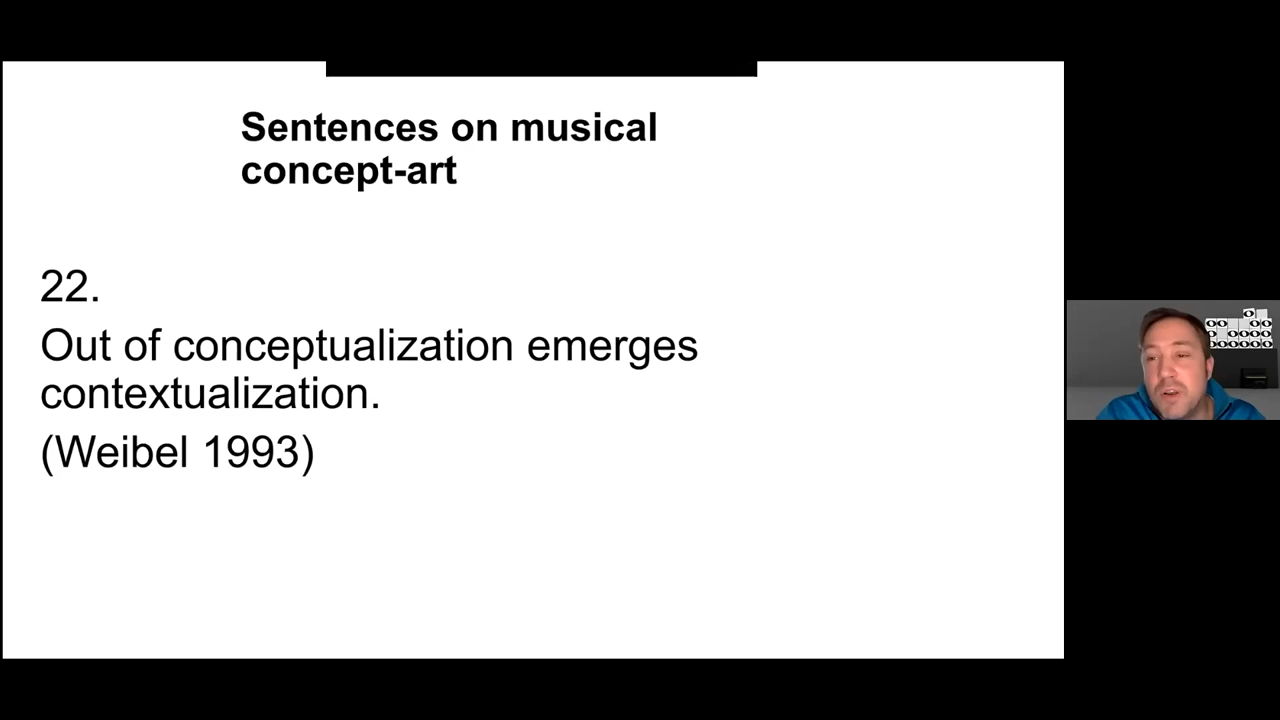 Sentences on musical
concept-art
22.
Out of conceptualization emerges
contextualization.
(Weibel 1993)